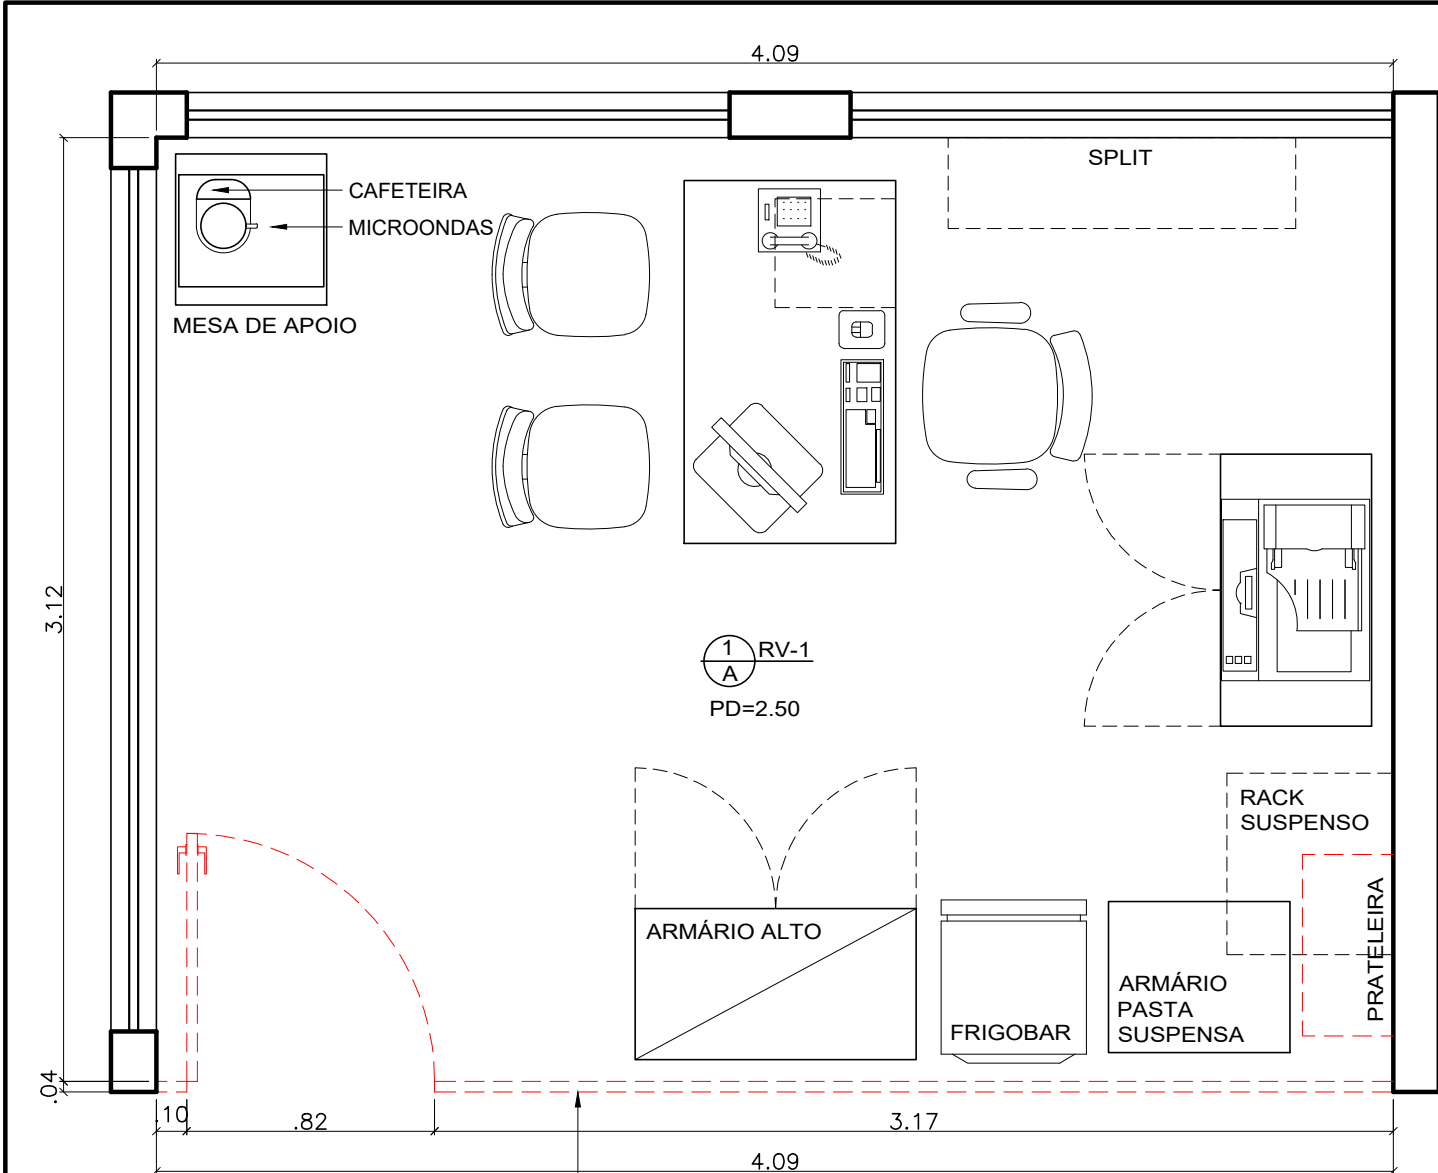 4.09
SPLIT
CAFETEIRA
MICROONDAS
MESA DE APOIO
3.12
1 RV-1
A
PD=2.50
RACK
SUSPENSO
PRATELEIRA
ARMÁRIO ALTO
FRIGOBAR
ARMÁRIO
PASTA
SUSPENSA
.04
.10
.82
3.17
4.09